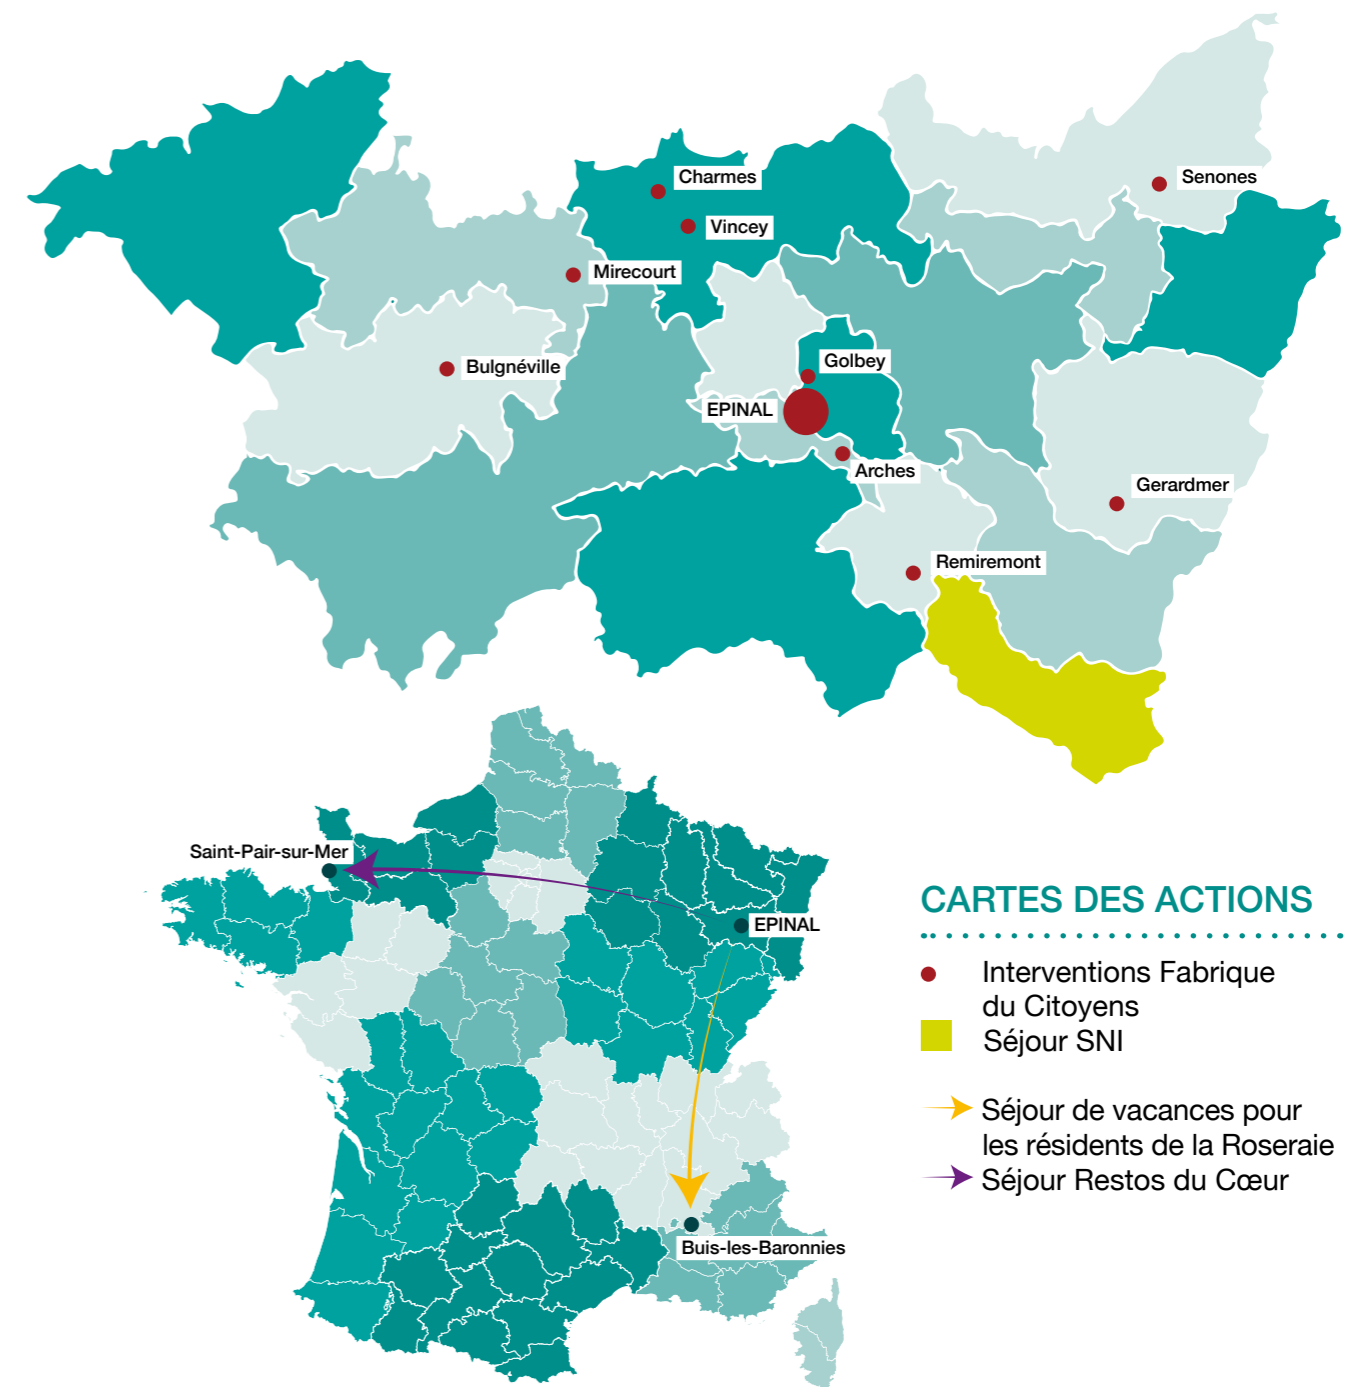 Charmes
Senones
Vincey
Mirecourt
Golbey
Bulgnéville
EPINAL
Arches
Gerardmer
Remiremont
Saint-Pair-sur-Mer
EPINAL
Buis-les-Baronnies
CARTES DES ACTIONS
Interventions Fabrique
du Citoyens
Séjour SNI
Séjour de vacances pour
les résidents de la Roseraie
Séjour Restos du Cœur